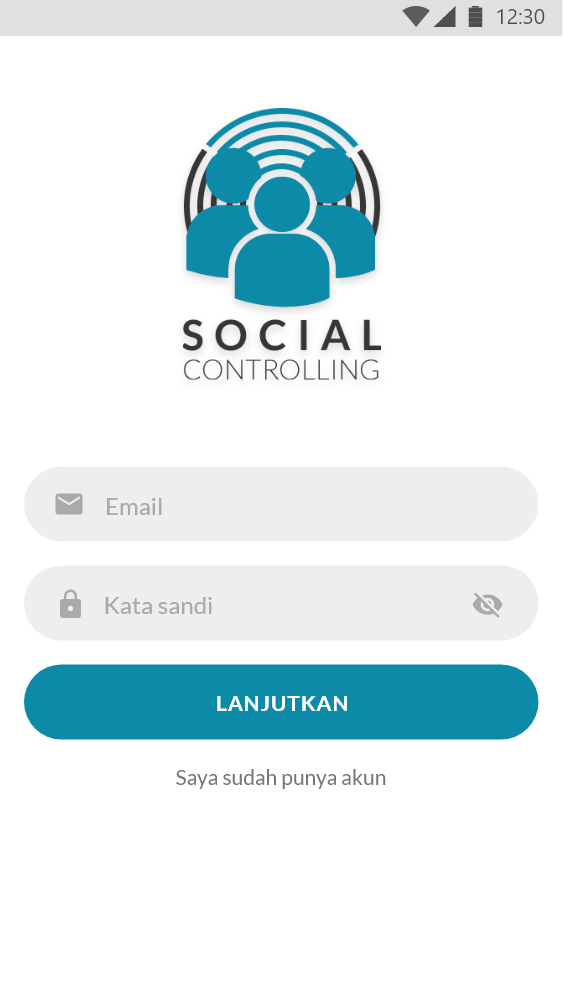 12:30
SOCIAL
CONTROLLING
Email
Kata sandi
LANJUTKAN
Saya sudah punya akun